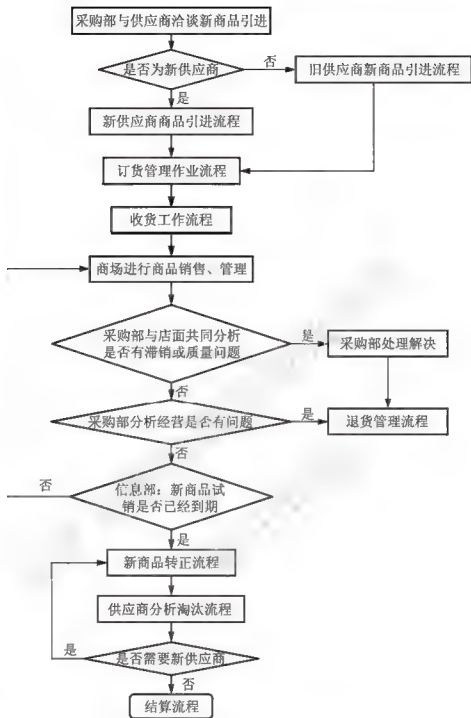 采购部与供应商洽谈新商品引进
是否为新供应商
否
旧供应商新商品引进流程
是
新供应商商品引进流程
订货管理作业流程
收货工作流程
商场进行商品销售、管理
采购部与店面共同分析
是否有滞销或质量问题
是
采购部处理解决
否
采购部分析经营是否有问题
是
退货管理流程
否
否
信息部：新商品试
销是否已经到期
是
新商品转正流程
供应商分析淘汰流程
是
是否需要新供应商
否
结算流程